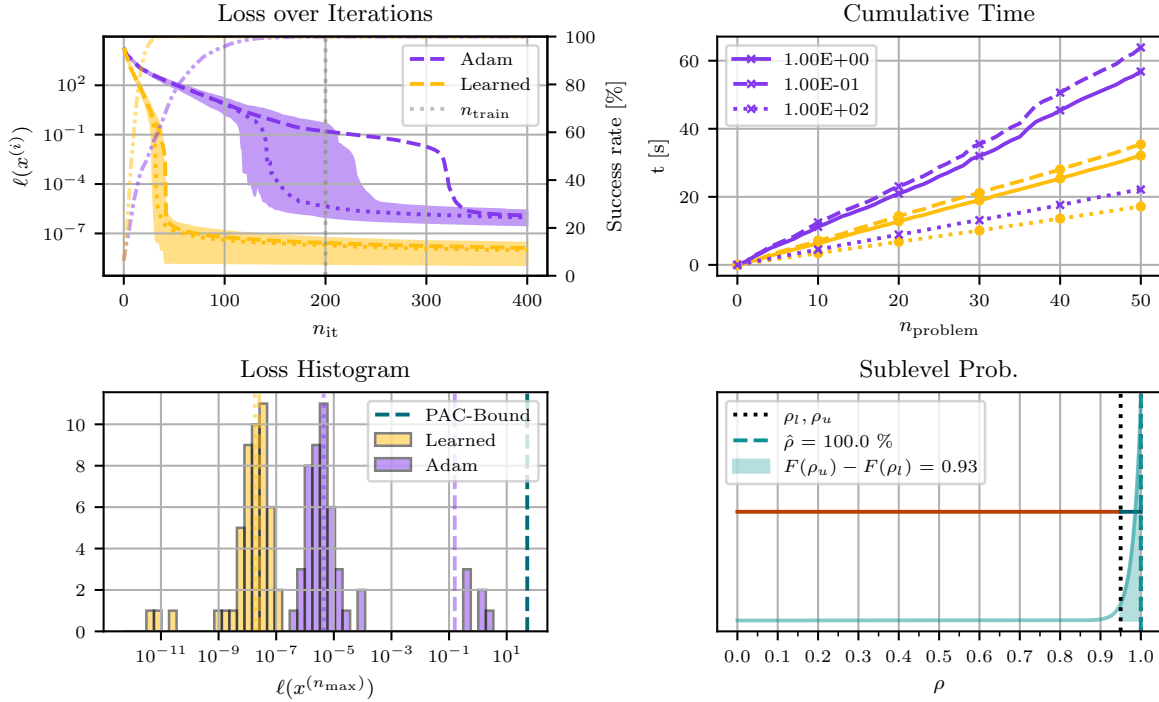 Loss over Iterations
ℓ(x⁽ⁱ⁾)
10²
10⁻¹
10⁻⁴
10⁻⁷
0 100 200 300 400
n_it
Adam
Learned
n_train
100
80
60
40
20
0
Success rate [%]
Cumulative Time
t [s]
60
40
20
0
1.00E+00
1.00E-01
1.00E+02
0 10 20 30 40 50
n_problem
Loss Histogram
10
8
6
4
2
0
PAC-Bound
Learned
Adam
10⁻¹¹ 10⁻⁹ 10⁻⁷ 10⁻⁵ 10⁻³ 10⁻¹ 10¹
ℓ(x^(n_max))
Sublevel Prob.
ρ_l, ρ_u
ρ̂ = 100.0 %
F(ρ_u) − F(ρ_l) = 0.93
0.0 0.1 0.2 0.3 0.4 0.5 0.6 0.7 0.8 0.9 1.0
ρ